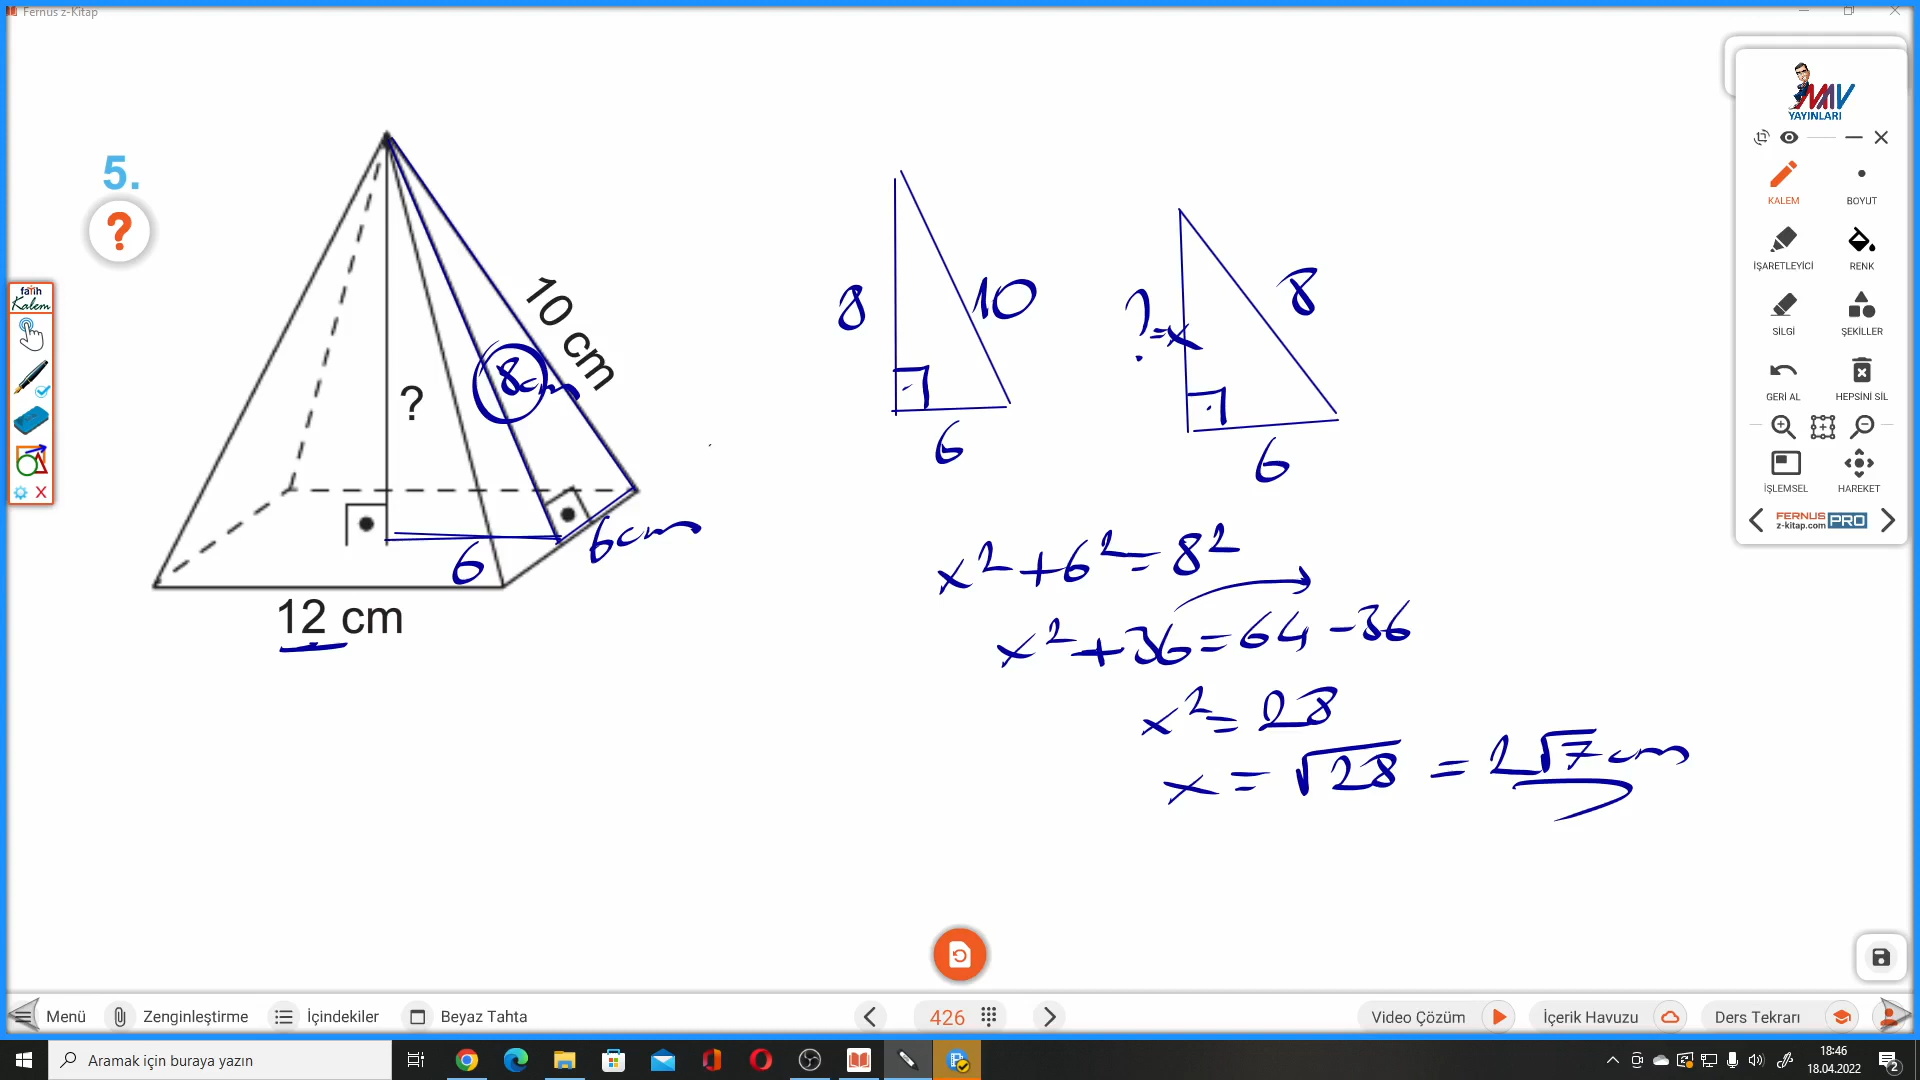 Fernus z-Kitap
5.
?
10 cm
?
8cm
6cm
6
12 cm
8
10
6
?=x
8
6
x²+6²=8²
x²+36=64-36
x²=28
x=√28=2√7cm
fatih
Kalem
X
MAV
YAYINLARI
KALEM
BOYUT
İŞARETLEYİCİ
RENK
SİLGİ
ŞEKİLLER
GERİ AL
HEPSİNİ SİL
İŞLEMSEL
HAREKET
FERNUS
z-kitap.com PRO
Menü
Zenginleştirme
İçindekiler
Beyaz Tahta
426
Video Çözüm
İçerik Havuzu
Ders Tekrarı
Aramak için buraya yazın
18:46
18.04.2022
2